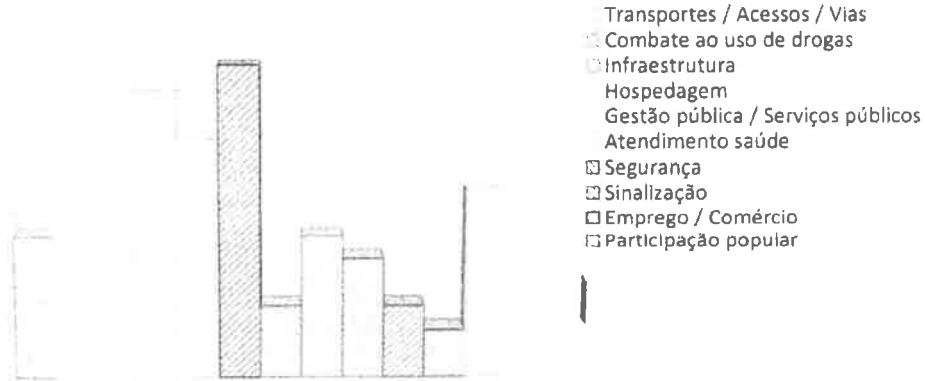 Transportes / Acessos / Vias
Combate ao uso de drogas
Infraestrutura
Hospedagem
Gestão pública / Serviços públicos
Atendimento saúde
Segurança
Sinalização
Emprego / Comércio
Participação popular